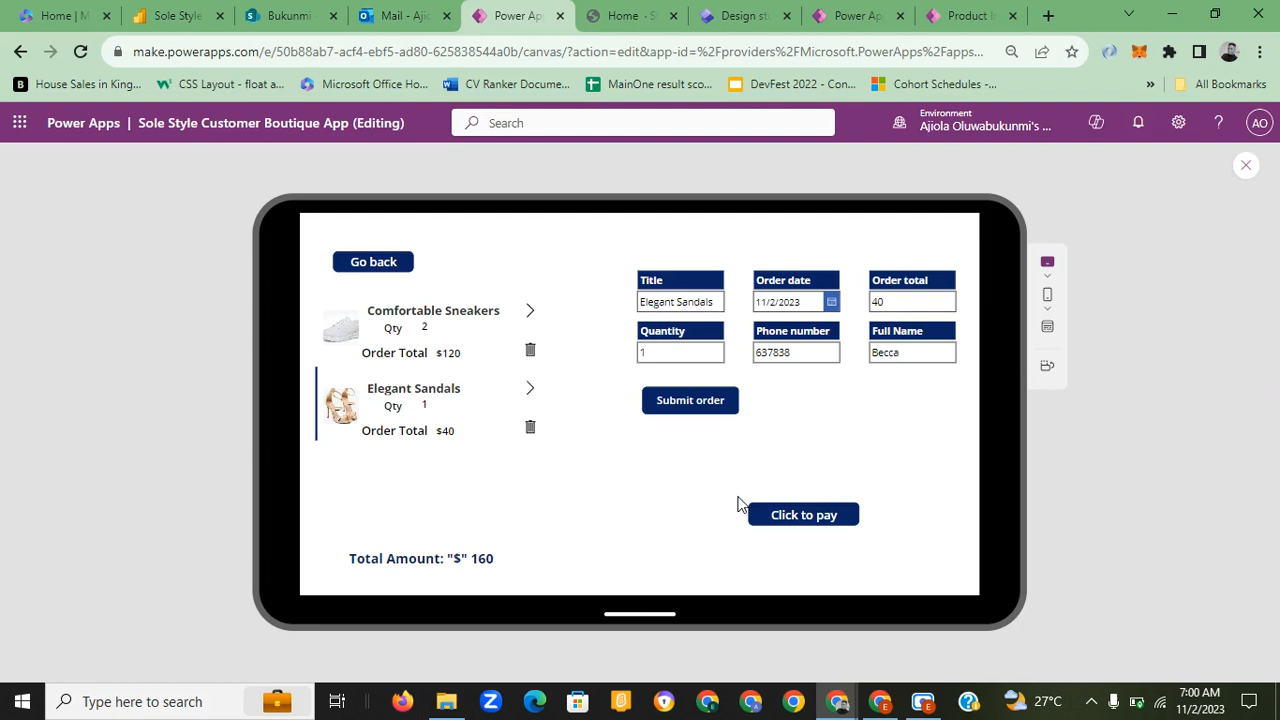 Home | M
Sole Style
Bukunmi -
Mail - Ajio
Power Ap
Home - S
Design stu
Power Ap
Product In
make.powerapps.com/e/50b88ab7-acf4-ebf5-ad80-625838544a0b/canvas/?action=edit&app-id=%2Fproviders%2FMicrosoft.PowerApps%2Fapps...
House Sales in King...
CSS Layout - float a...
Microsoft Office Ho...
CV Ranker Docume...
MainOne result sco...
DevFest 2022 - Con...
Cohort Schedules -...
» All Bookmarks
Power Apps | Sole Style Customer Boutique App (Editing)
Search
Environment
Ajiola Oluwabukunmi's ...
AO
Go back
Comfortable Sneakers
Qty 2
Order Total $120
Elegant Sandals
Qty 1
Order Total $40
Total Amount: "$" 160
Title Order date Order total
Elegant Sandals 11/2/2023 40
Quantity Phone number Full Name
1 637838 Becca
Submit order
Click to pay
Type here to search
27°C
7:00 AM
11/2/2023